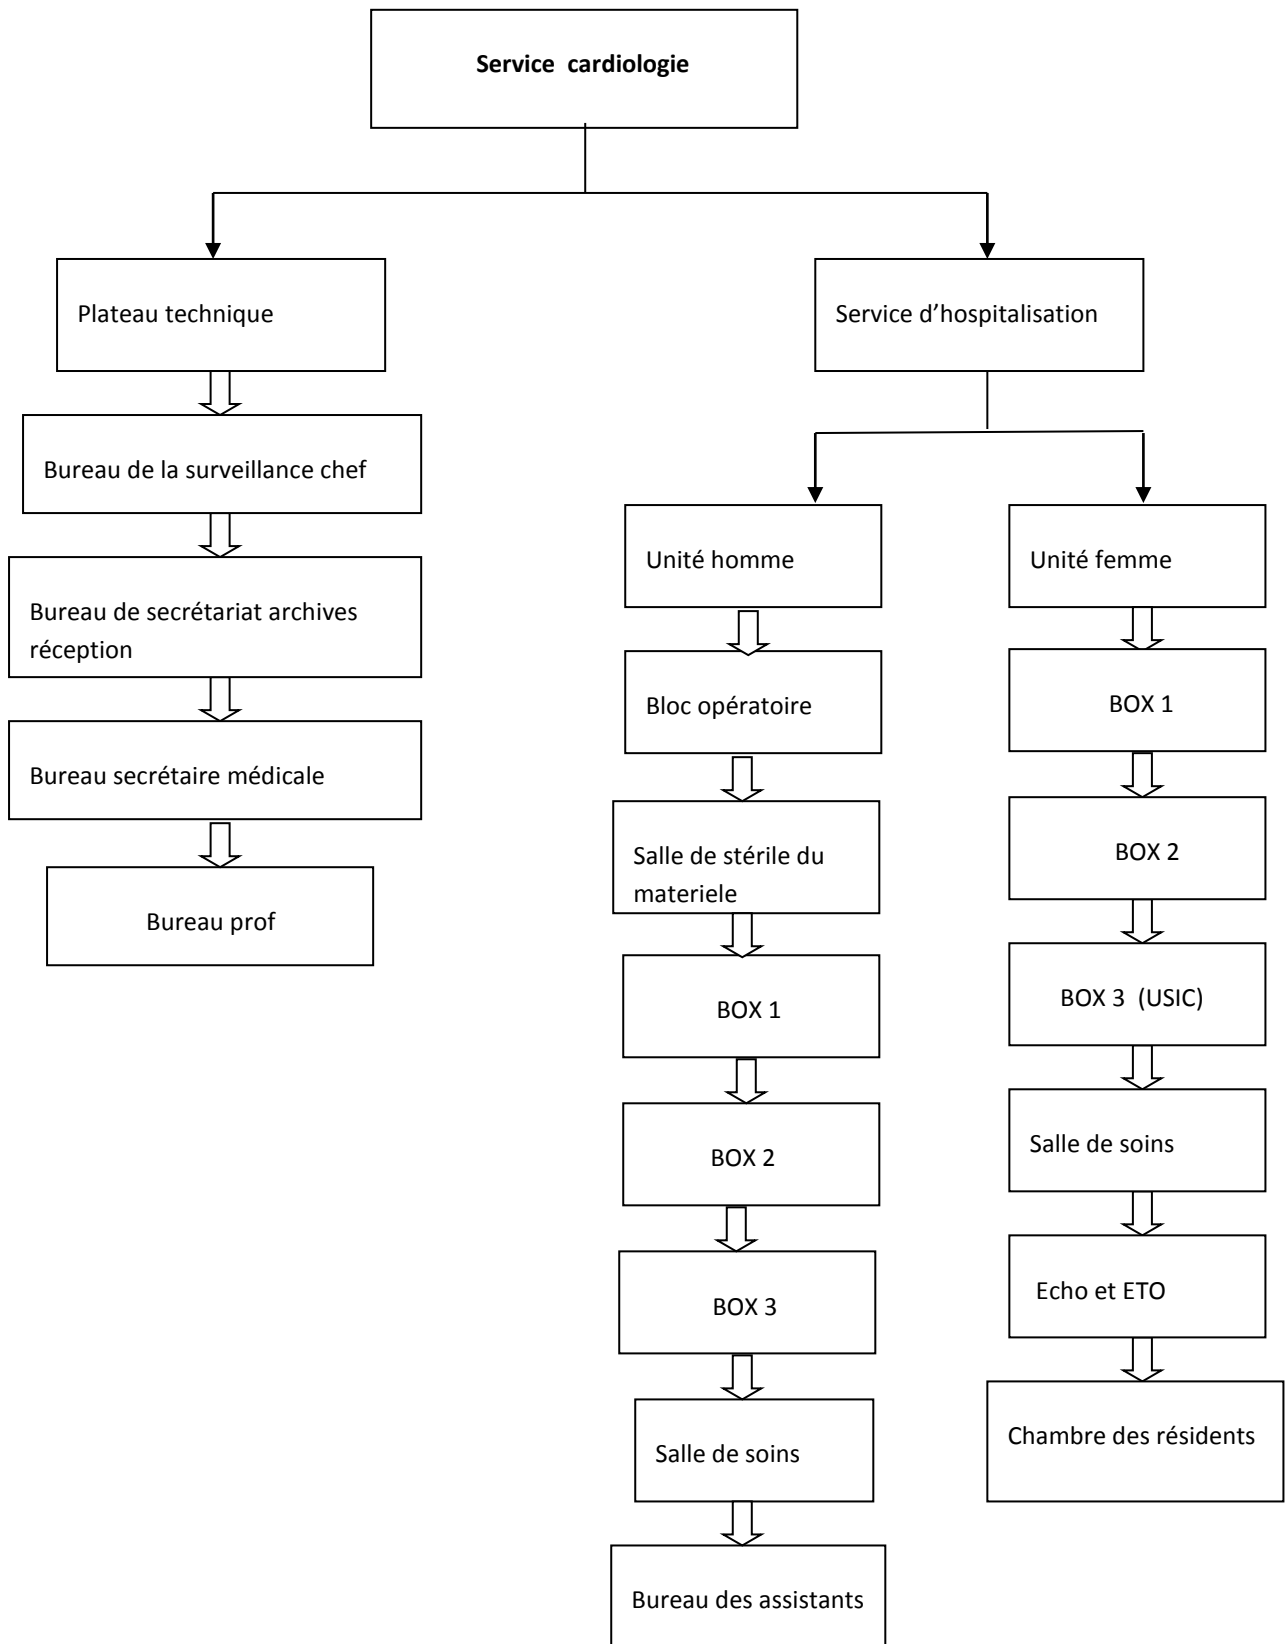 Service cardiologie
Plateau technique
Service d’hospitalisation
Bureau de la surveillance chef
Bureau de secrétariat archives
réception
Bureau secrétaire médicale
Bureau prof
Unité homme
Bloc opératoire
Salle de stérile du
materiele
BOX 1
BOX 2
BOX 3
Salle de soins
Bureau des assistants
Unité femme
BOX 1
BOX 2
BOX 3 (USIC)
Salle de soins
Echo et ETO
Chambre des résidents